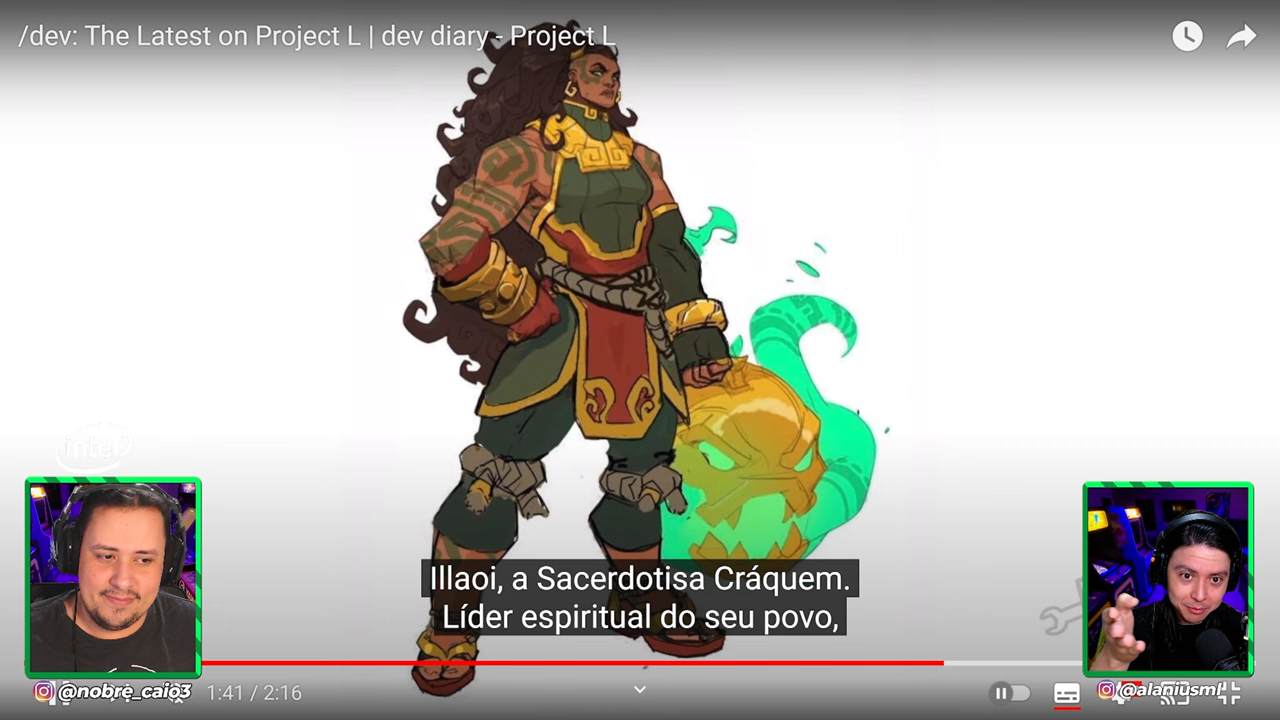 /dev: The Latest on Project L | dev diary - Project L
intel
Illaoi, a Sacerdotisa Cráquem.
Líder espiritual do seu povo,
@nobre_caio3
1:41 / 2:16
@alaniusml